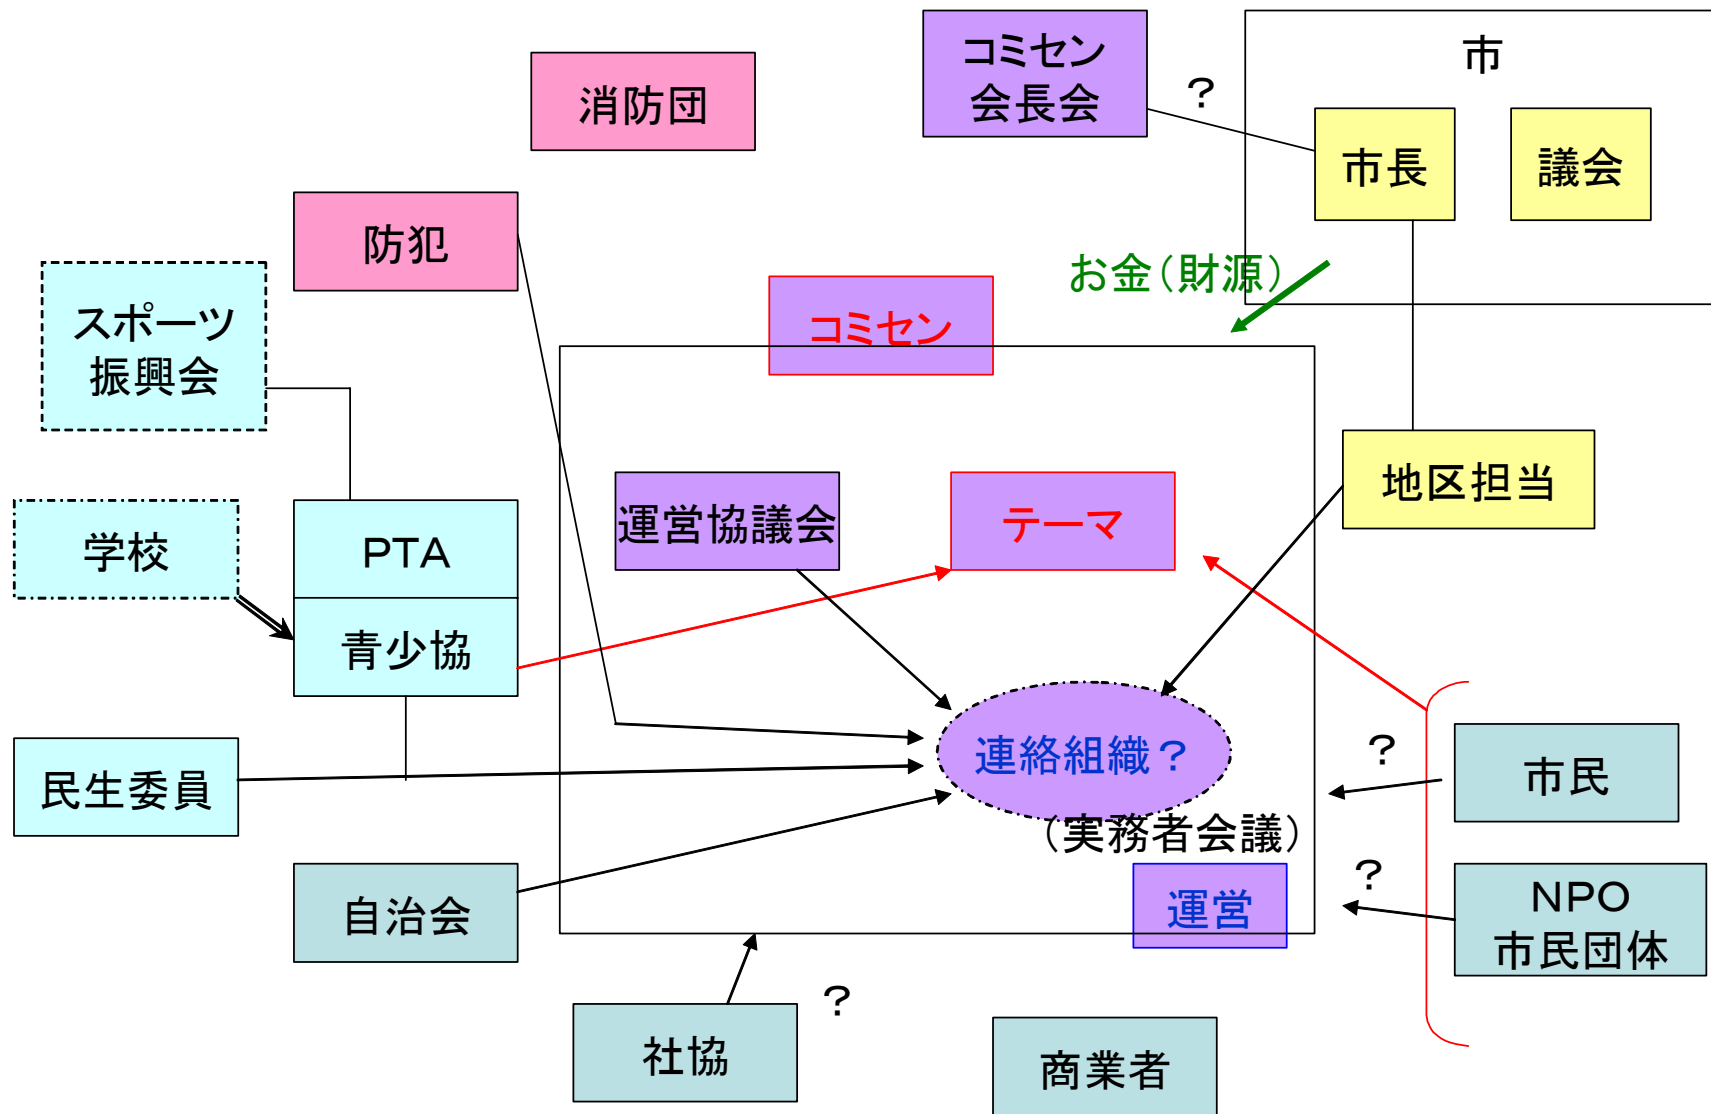 コミセン
会長会
？
市
消防団
市長
議会
防犯
お金（財源）
スポーツ
振興会
コミセン
地区担当
運営協議会
テーマ
学校
PTA
青少協
連絡組織？
？
市民
民生委員
（実務者会議）
？
自治会
運営
NPO
市民団体
？
社協
商業者